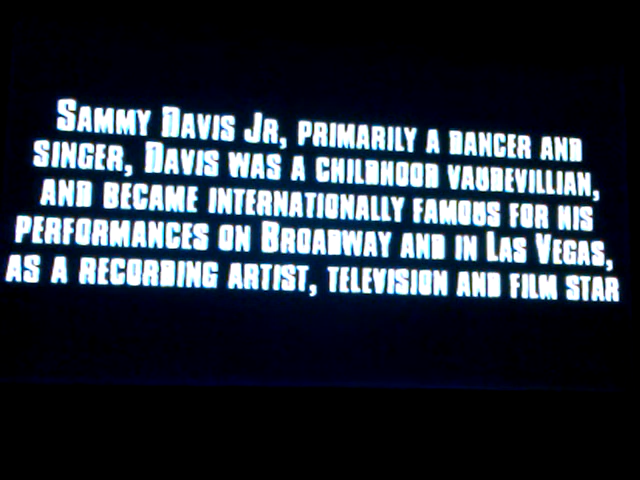 Sammy Davis Jr, primarily a dancer and
singer, Davis was a childhood vaudevillian,
and became internationally famous for his
performances on Broadway and in Las Vegas,
as a recording artist, television and film star